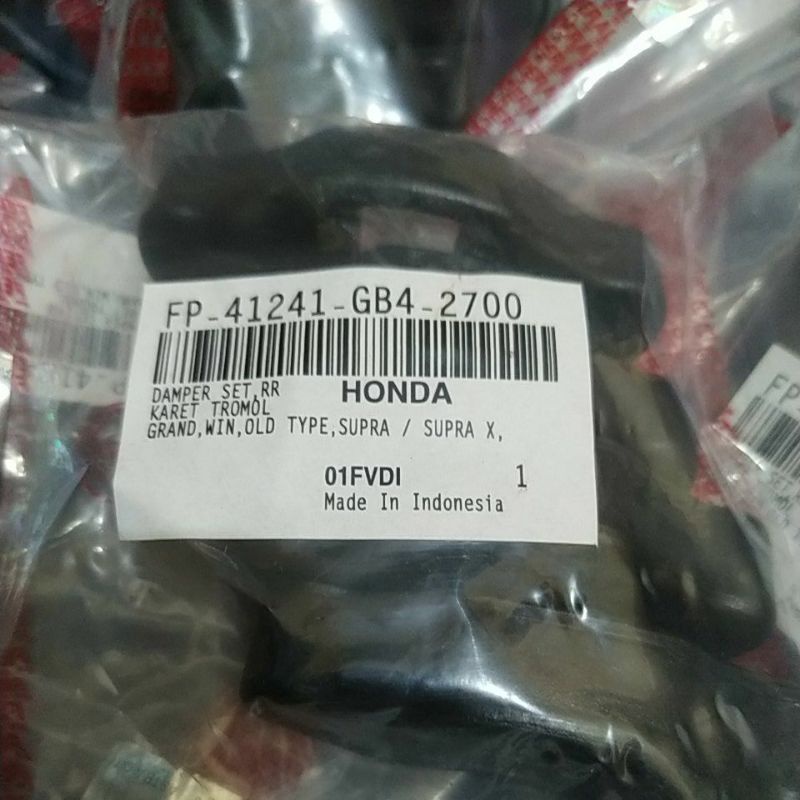 FP-41241-GB4-2700
DAMPER SET,RR HONDA
KARET TROMOL
GRAND,WIN,OLD TYPE,SUPRA / SUPRA X,
01FVDI 1
Made In Indonesia
FP-